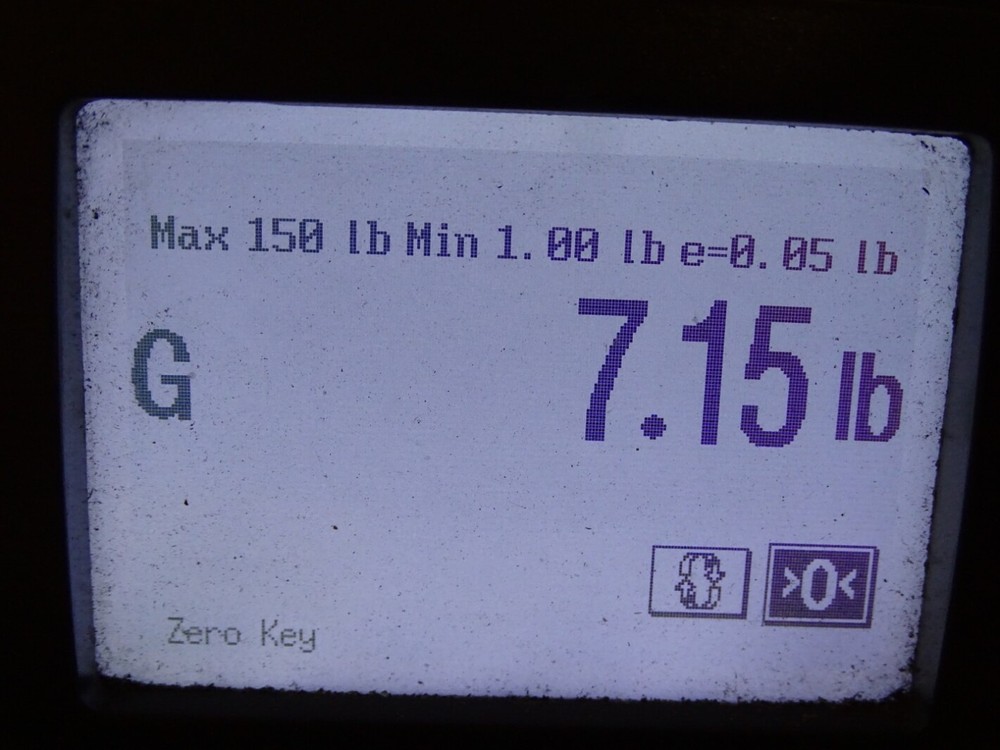 Max 150 lb Min 1.00 lb e=0.05 lb
G 7.15 lb
>0<
Zero Key